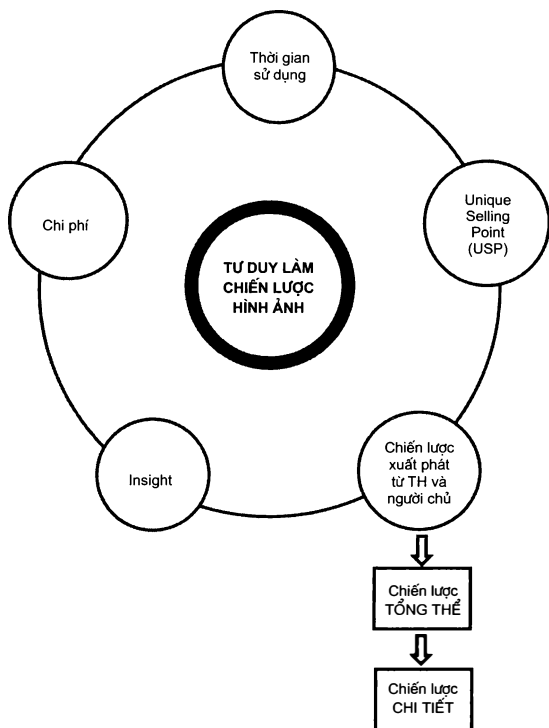 Thời gian
sử dụng
Unique
Selling
Point
(USP)
Chi phí
TƯ DUY LÀM
CHIẾN LƯỢC
HÌNH ẢNH
Chiến lược
xuất phát
từ TH và
người chủ
Insight
Chiến lược
TỔNG THỂ
Chiến lược
CHI TIẾT